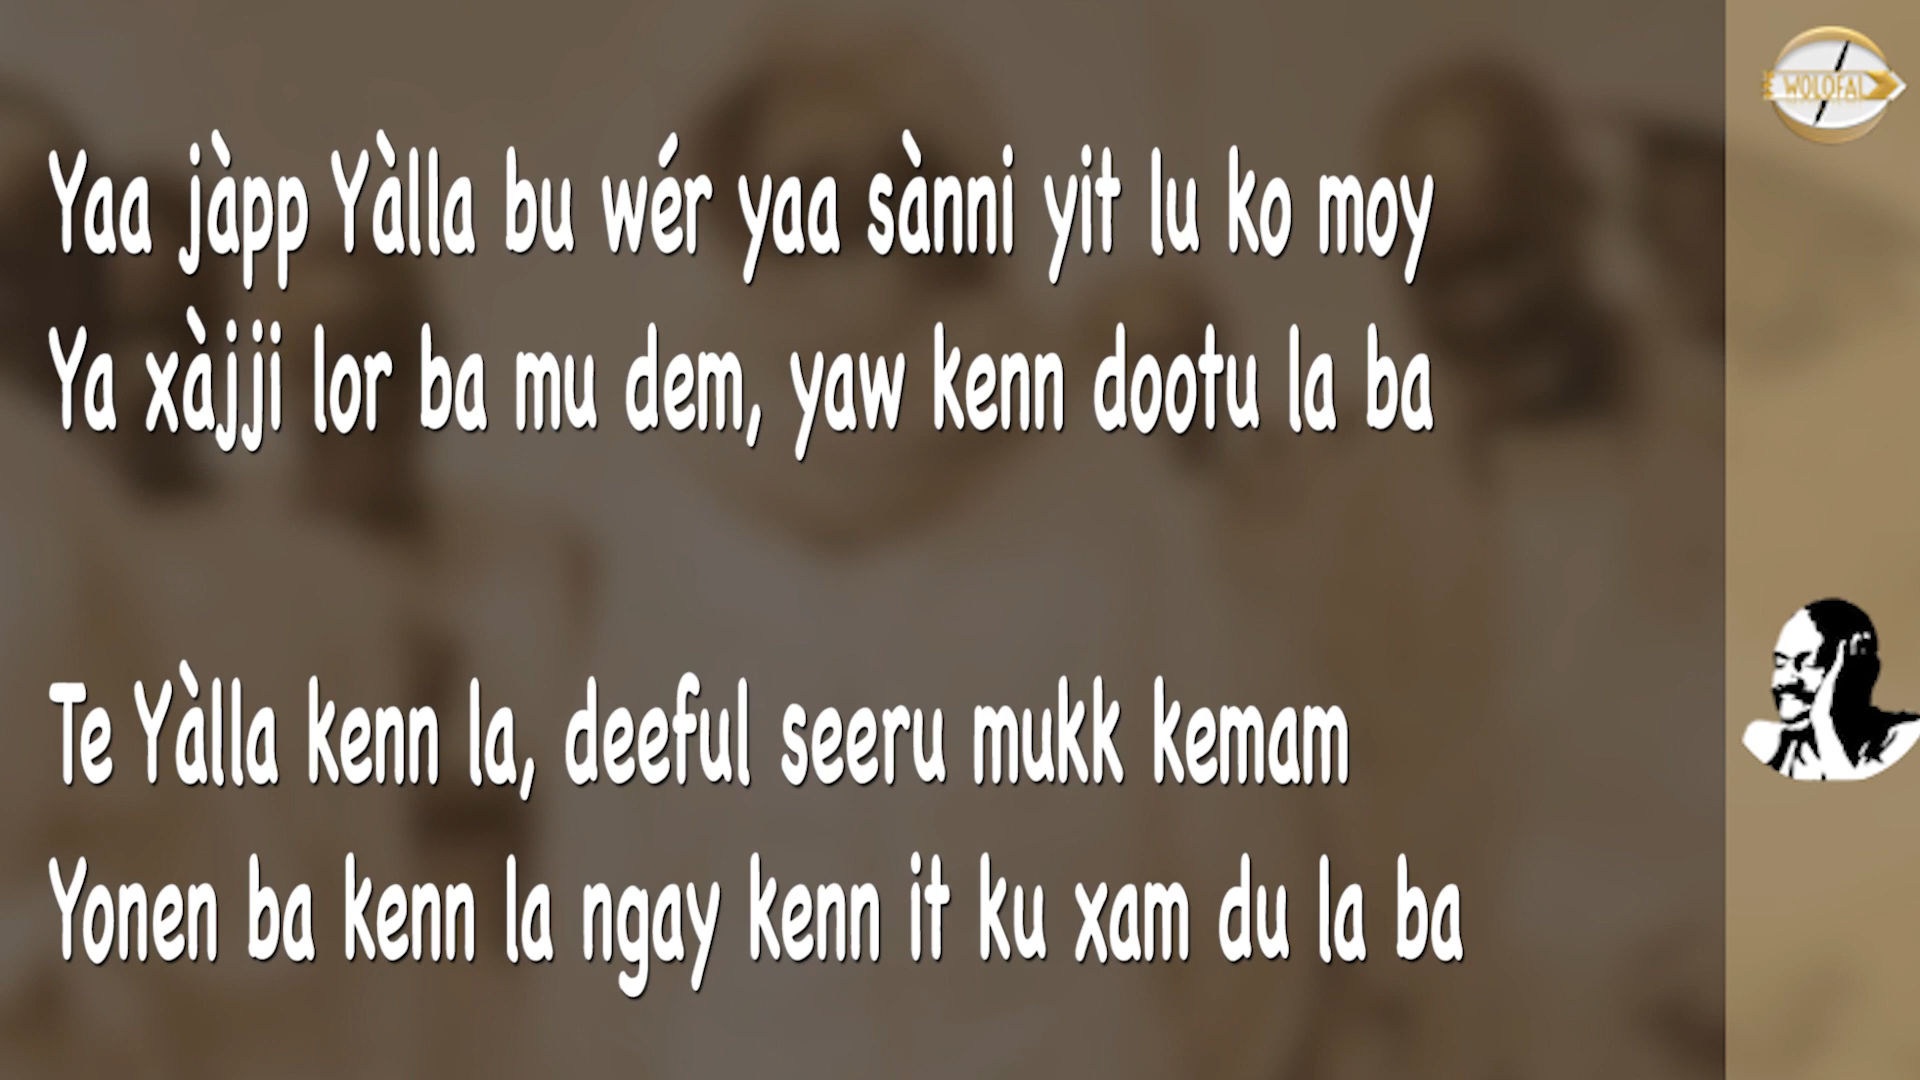 WOLOFAL
Yaa jàpp Yàlla bu wér yaa sànni yit lu ko moy
Ya xàjji lor ba mu dem, yaw kenn dootu la ba
Te Yàlla kenn la, deeful seeru mukk kemam
Yonen ba kenn la ngay kenn it ku xam du la ba